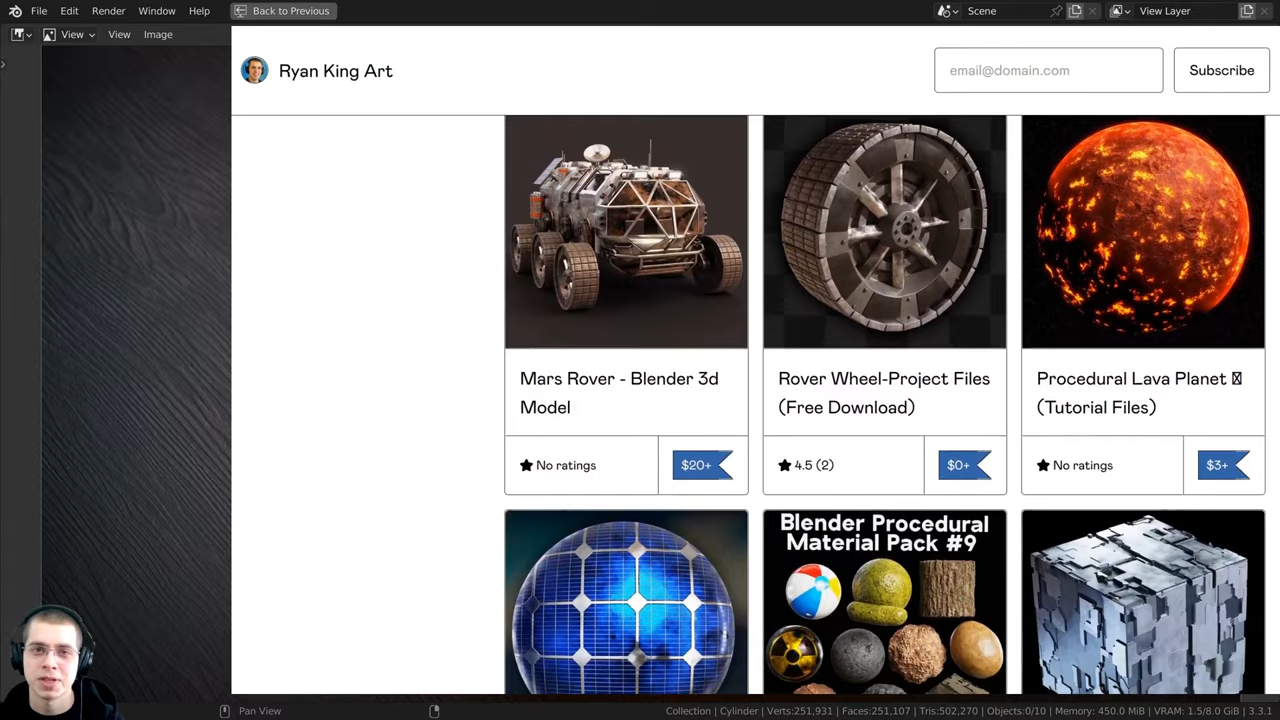 File Edit Render Window Help Back to Previous Scene View Layer
View View Image
Ryan King Art email@domain.com Subscribe
Mars Rover - Blender 3d
Model
No ratings $20+
Rover Wheel-Project Files
(Free Download)
4.5 (2) $0+
Procedural Lava Planet
(Tutorial Files)
No ratings $3+
Blender Procedural
Material Pack #9
Pan View Collection | Cylinder | Verts:251,931 | Faces:251,107 | Tris:502,270 | Objects:0/10 | Memory: 450.0 MiB | VRAM: 1.5/8.0 GiB | 3.3.1